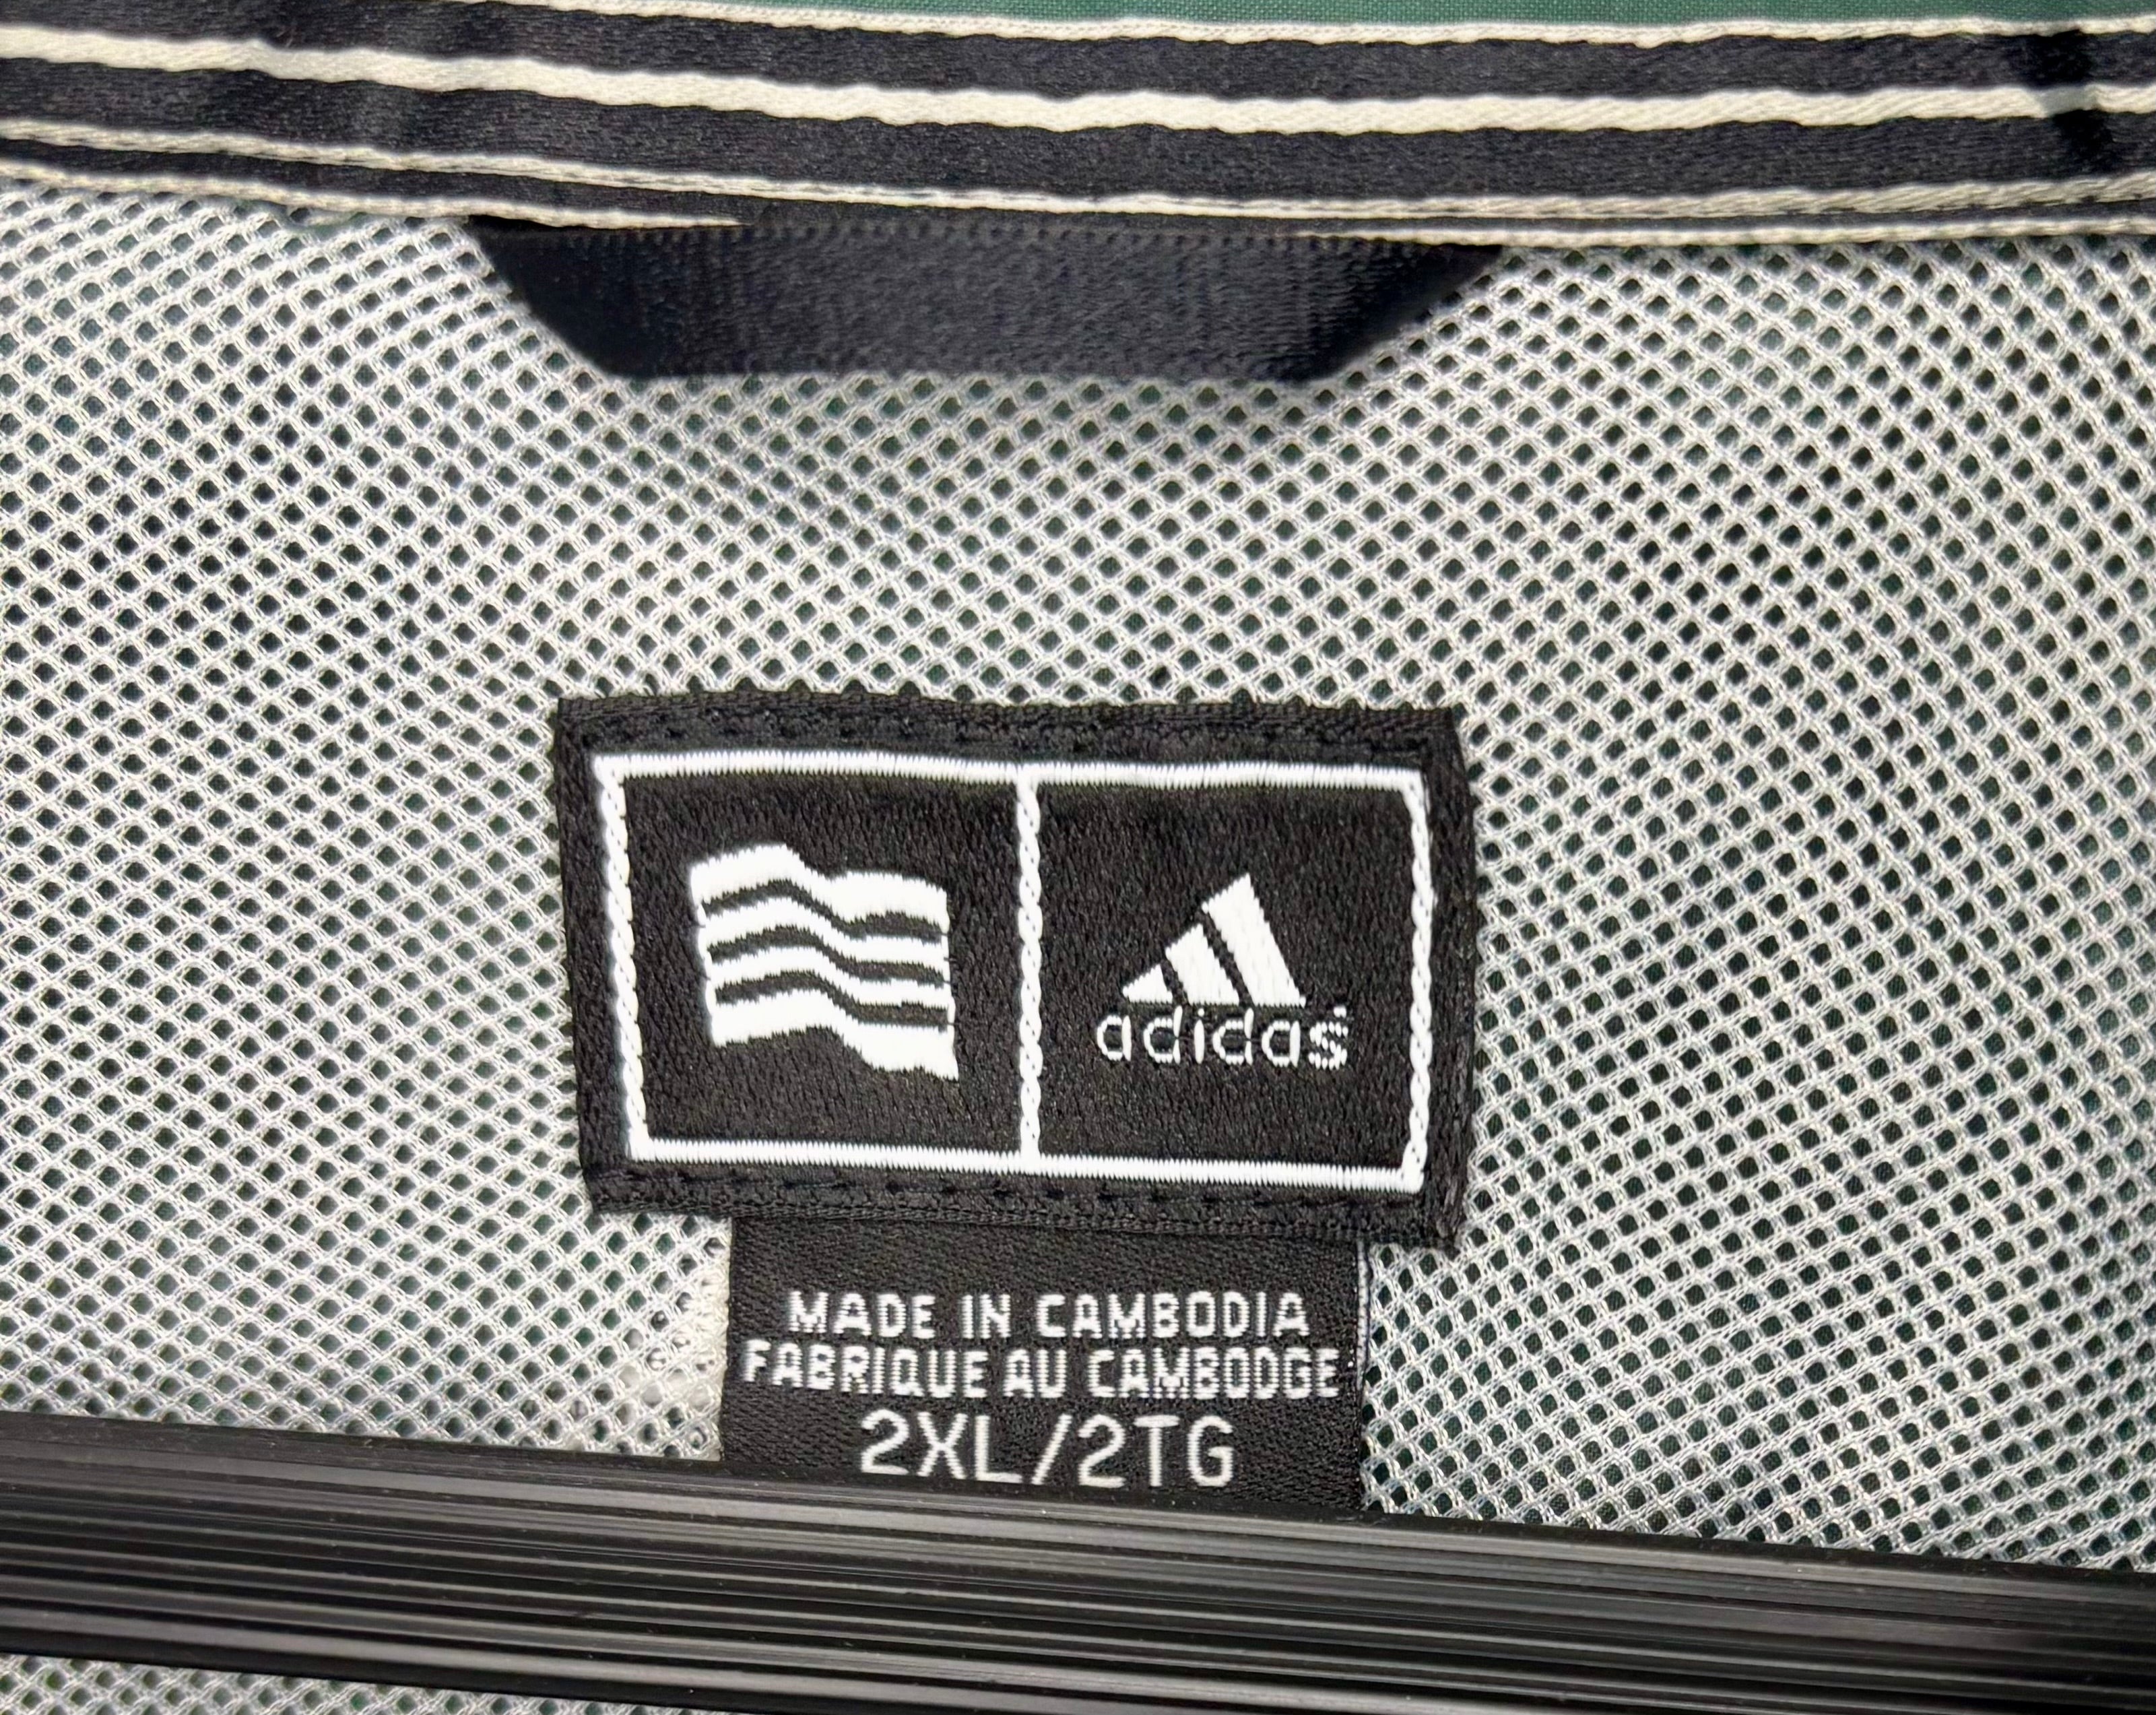 adidas
MADE IN CAMBODIA
FABRIQUE AU CAMBODGE
2XL/2TG